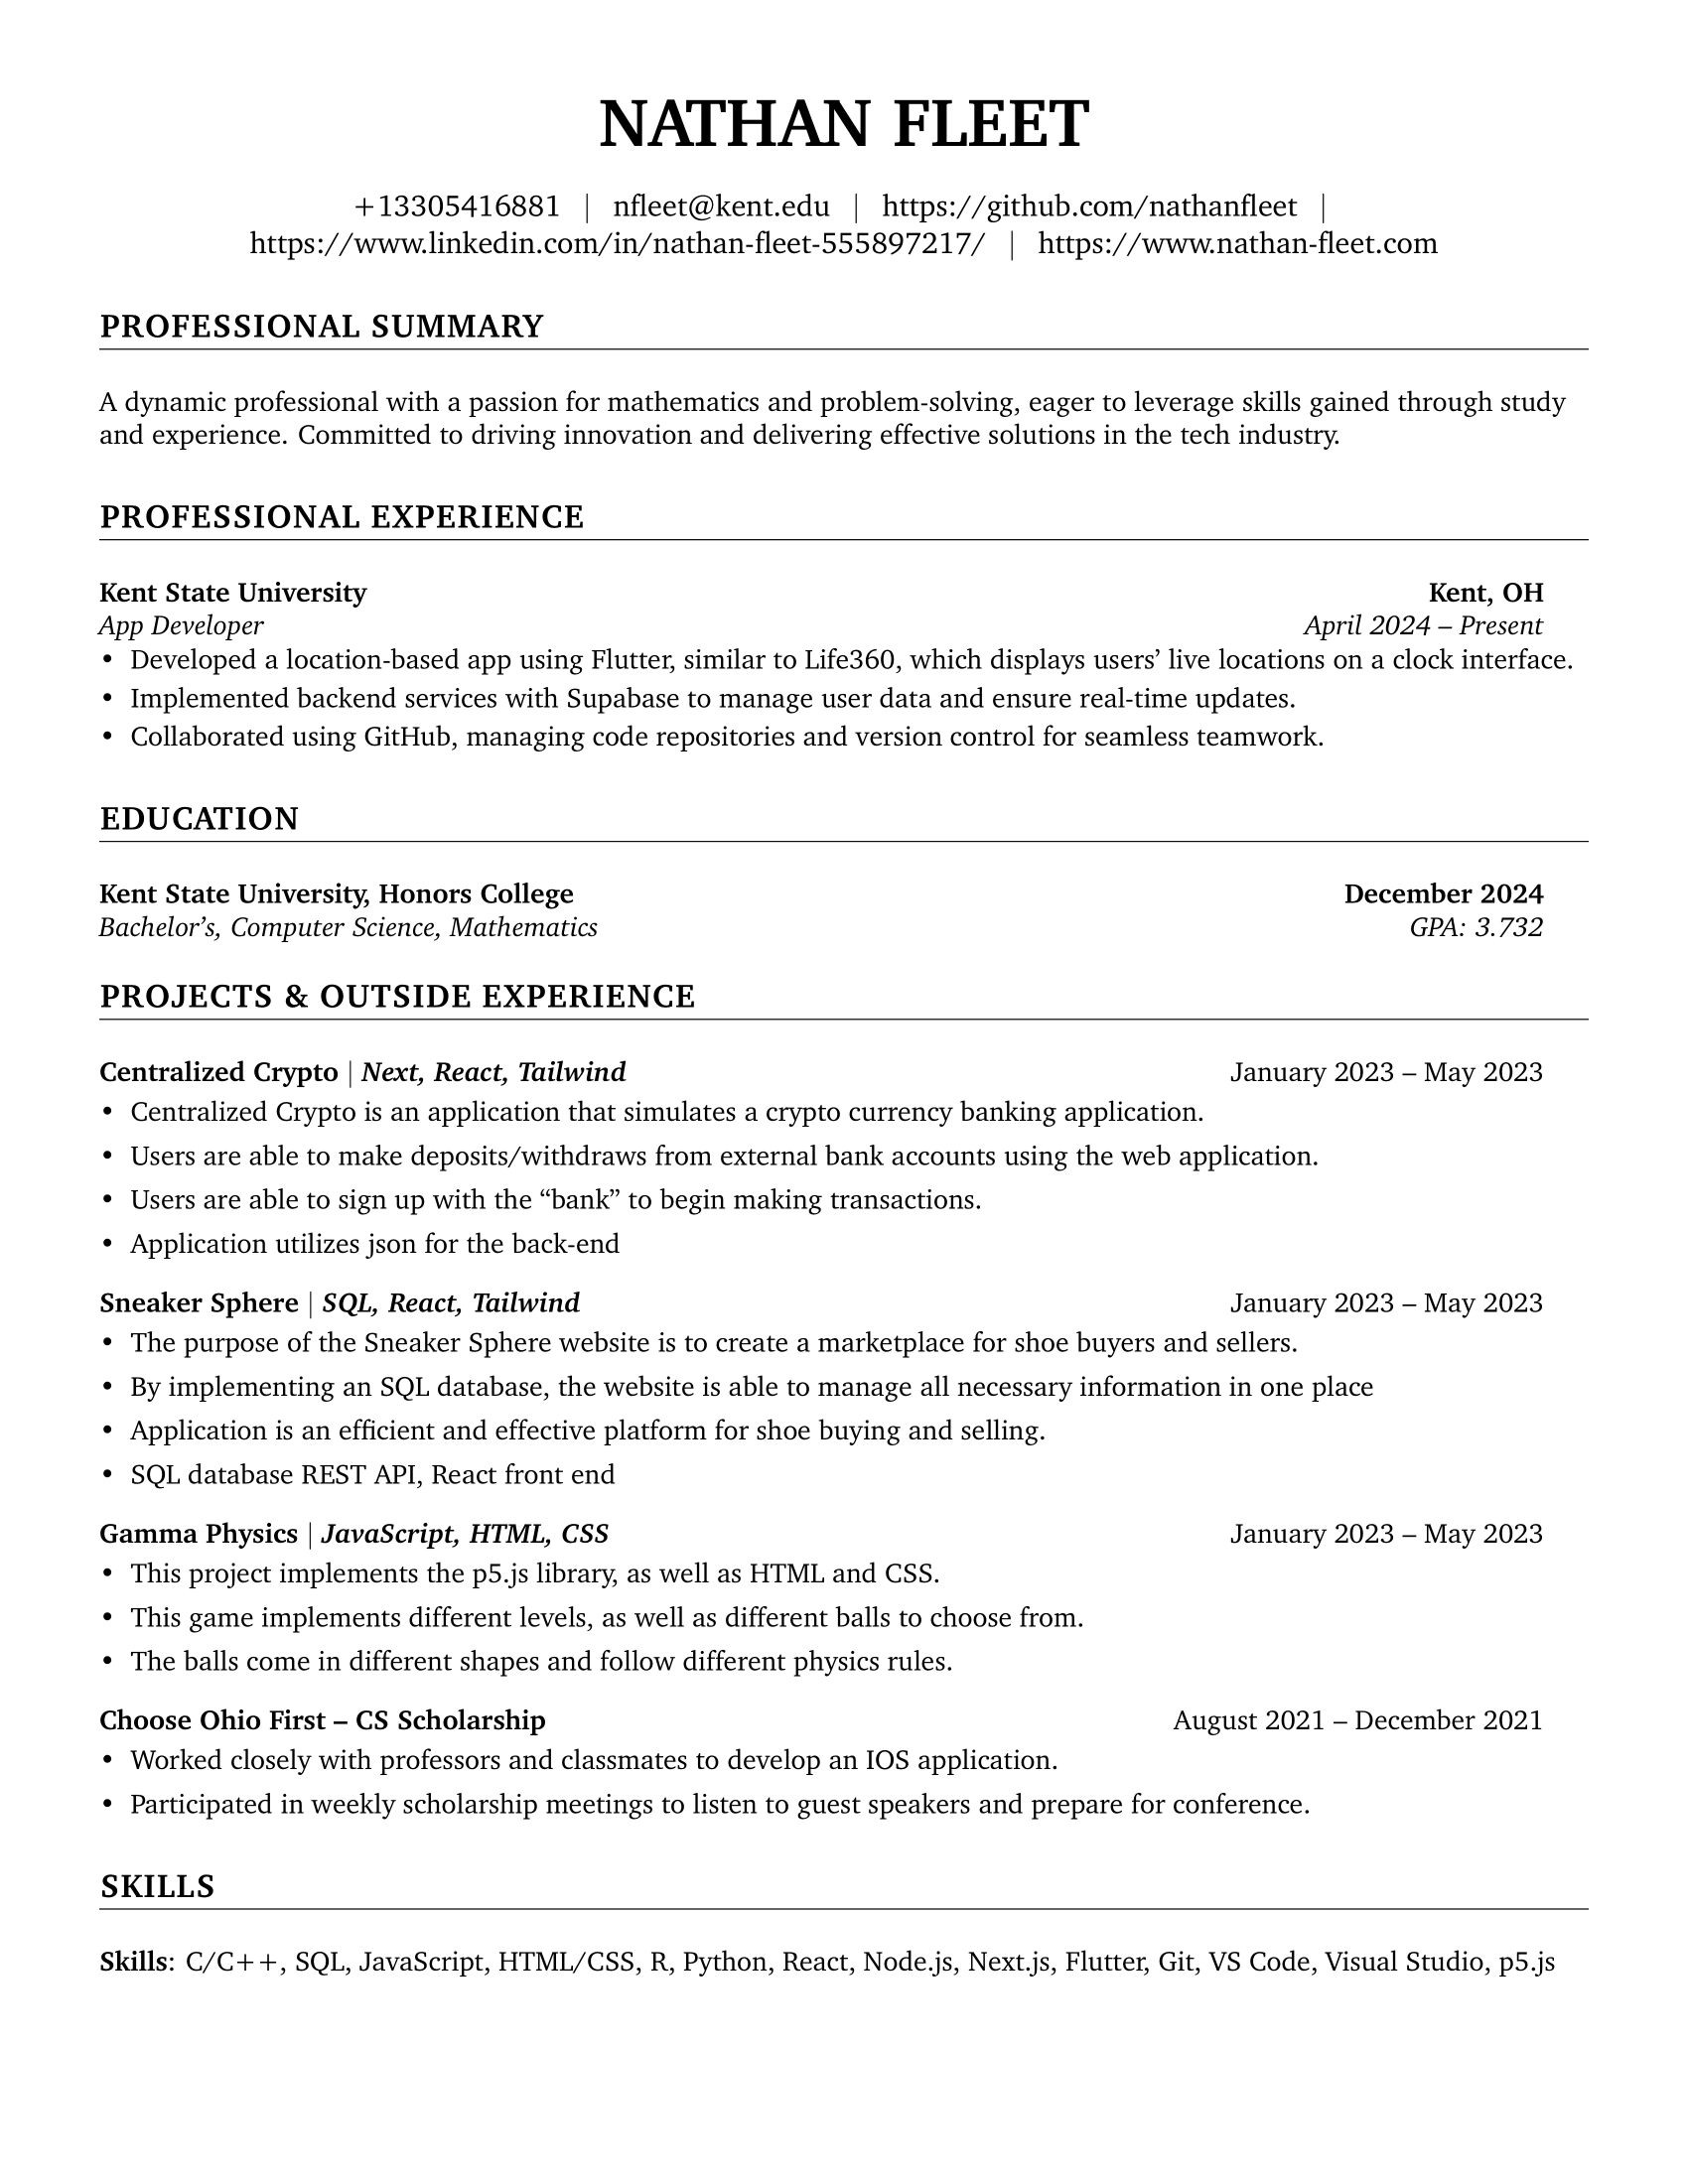 NATHAN FLEET
+13305416881 | nfleet@kent.edu | https://github.com/nathanfleet |
https://www.linkedin.com/in/nathan-fleet-555897217/ | https://www.nathan-fleet.com
PROFESSIONAL SUMMARY
A dynamic professional with a passion for mathematics and problem-solving, eager to leverage skills gained through study
and experience. Committed to driving innovation and delivering effective solutions in the tech industry.
PROFESSIONAL EXPERIENCE
Kent State University Kent, OH
App Developer April 2024 – Present
• Developed a location-based app using Flutter, similar to Life360, which displays users’ live locations on a clock interface.
• Implemented backend services with Supabase to manage user data and ensure real-time updates.
• Collaborated using GitHub, managing code repositories and version control for seamless teamwork.
EDUCATION
Kent State University, Honors College December 2024
Bachelor’s, Computer Science, Mathematics GPA: 3.732
PROJECTS & OUTSIDE EXPERIENCE
Centralized Crypto | Next, React, Tailwind January 2023 – May 2023
• Centralized Crypto is an application that simulates a crypto currency banking application.
• Users are able to make deposits/withdraws from external bank accounts using the web application.
• Users are able to sign up with the “bank” to begin making transactions.
• Application utilizes json for the back-end
Sneaker Sphere | SQL, React, Tailwind January 2023 – May 2023
• The purpose of the Sneaker Sphere website is to create a marketplace for shoe buyers and sellers.
• By implementing an SQL database, the website is able to manage all necessary information in one place
• Application is an efficient and effective platform for shoe buying and selling.
• SQL database REST API, React front end
Gamma Physics | JavaScript, HTML, CSS January 2023 – May 2023
• This project implements the p5.js library, as well as HTML and CSS.
• This game implements different levels, as well as different balls to choose from.
• The balls come in different shapes and follow different physics rules.
Choose Ohio First – CS Scholarship August 2021 – December 2021
• Worked closely with professors and classmates to develop an IOS application.
• Participated in weekly scholarship meetings to listen to guest speakers and prepare for conference.
SKILLS
Skills: C/C++, SQL, JavaScript, HTML/CSS, R, Python, React, Node.js, Next.js, Flutter, Git, VS Code, Visual Studio, p5.js